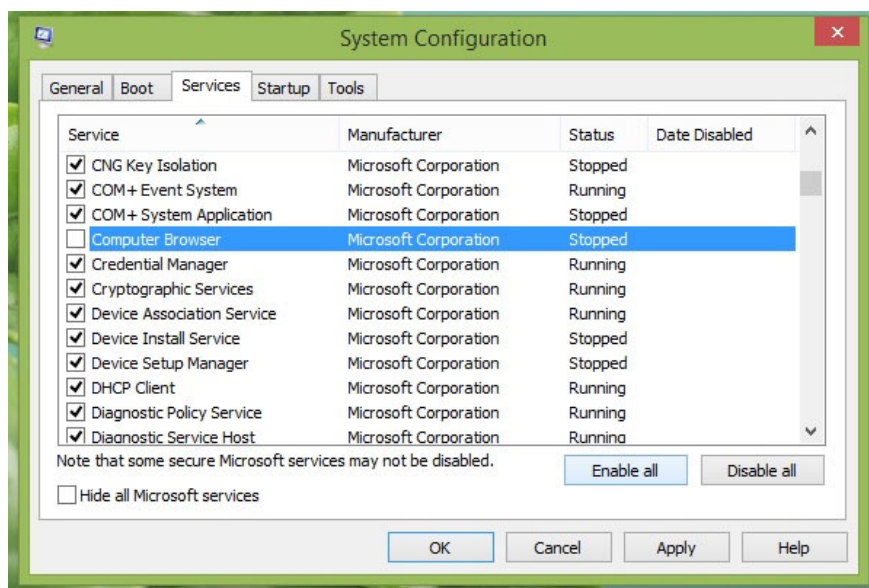 System Configuration
General Boot Services Startup Tools
Service Manufacturer Status Date Disabled
CNG Key Isolation Microsoft Corporation Stopped
COM+ Event System Microsoft Corporation Running
COM+ System Application Microsoft Corporation Stopped
Computer Browser Microsoft Corporation Stopped
Credential Manager Microsoft Corporation Running
Cryptographic Services Microsoft Corporation Running
Device Association Service Microsoft Corporation Running
Device Install Service Microsoft Corporation Stopped
Device Setup Manager Microsoft Corporation Stopped
DHCP Client Microsoft Corporation Running
Diagnostic Policy Service Microsoft Corporation Running
Diagnostic Service Host Microsoft Corporation Running
Note that some secure Microsoft services may not be disabled.
Enable all Disable all
Hide all Microsoft services
OK Cancel Apply Help